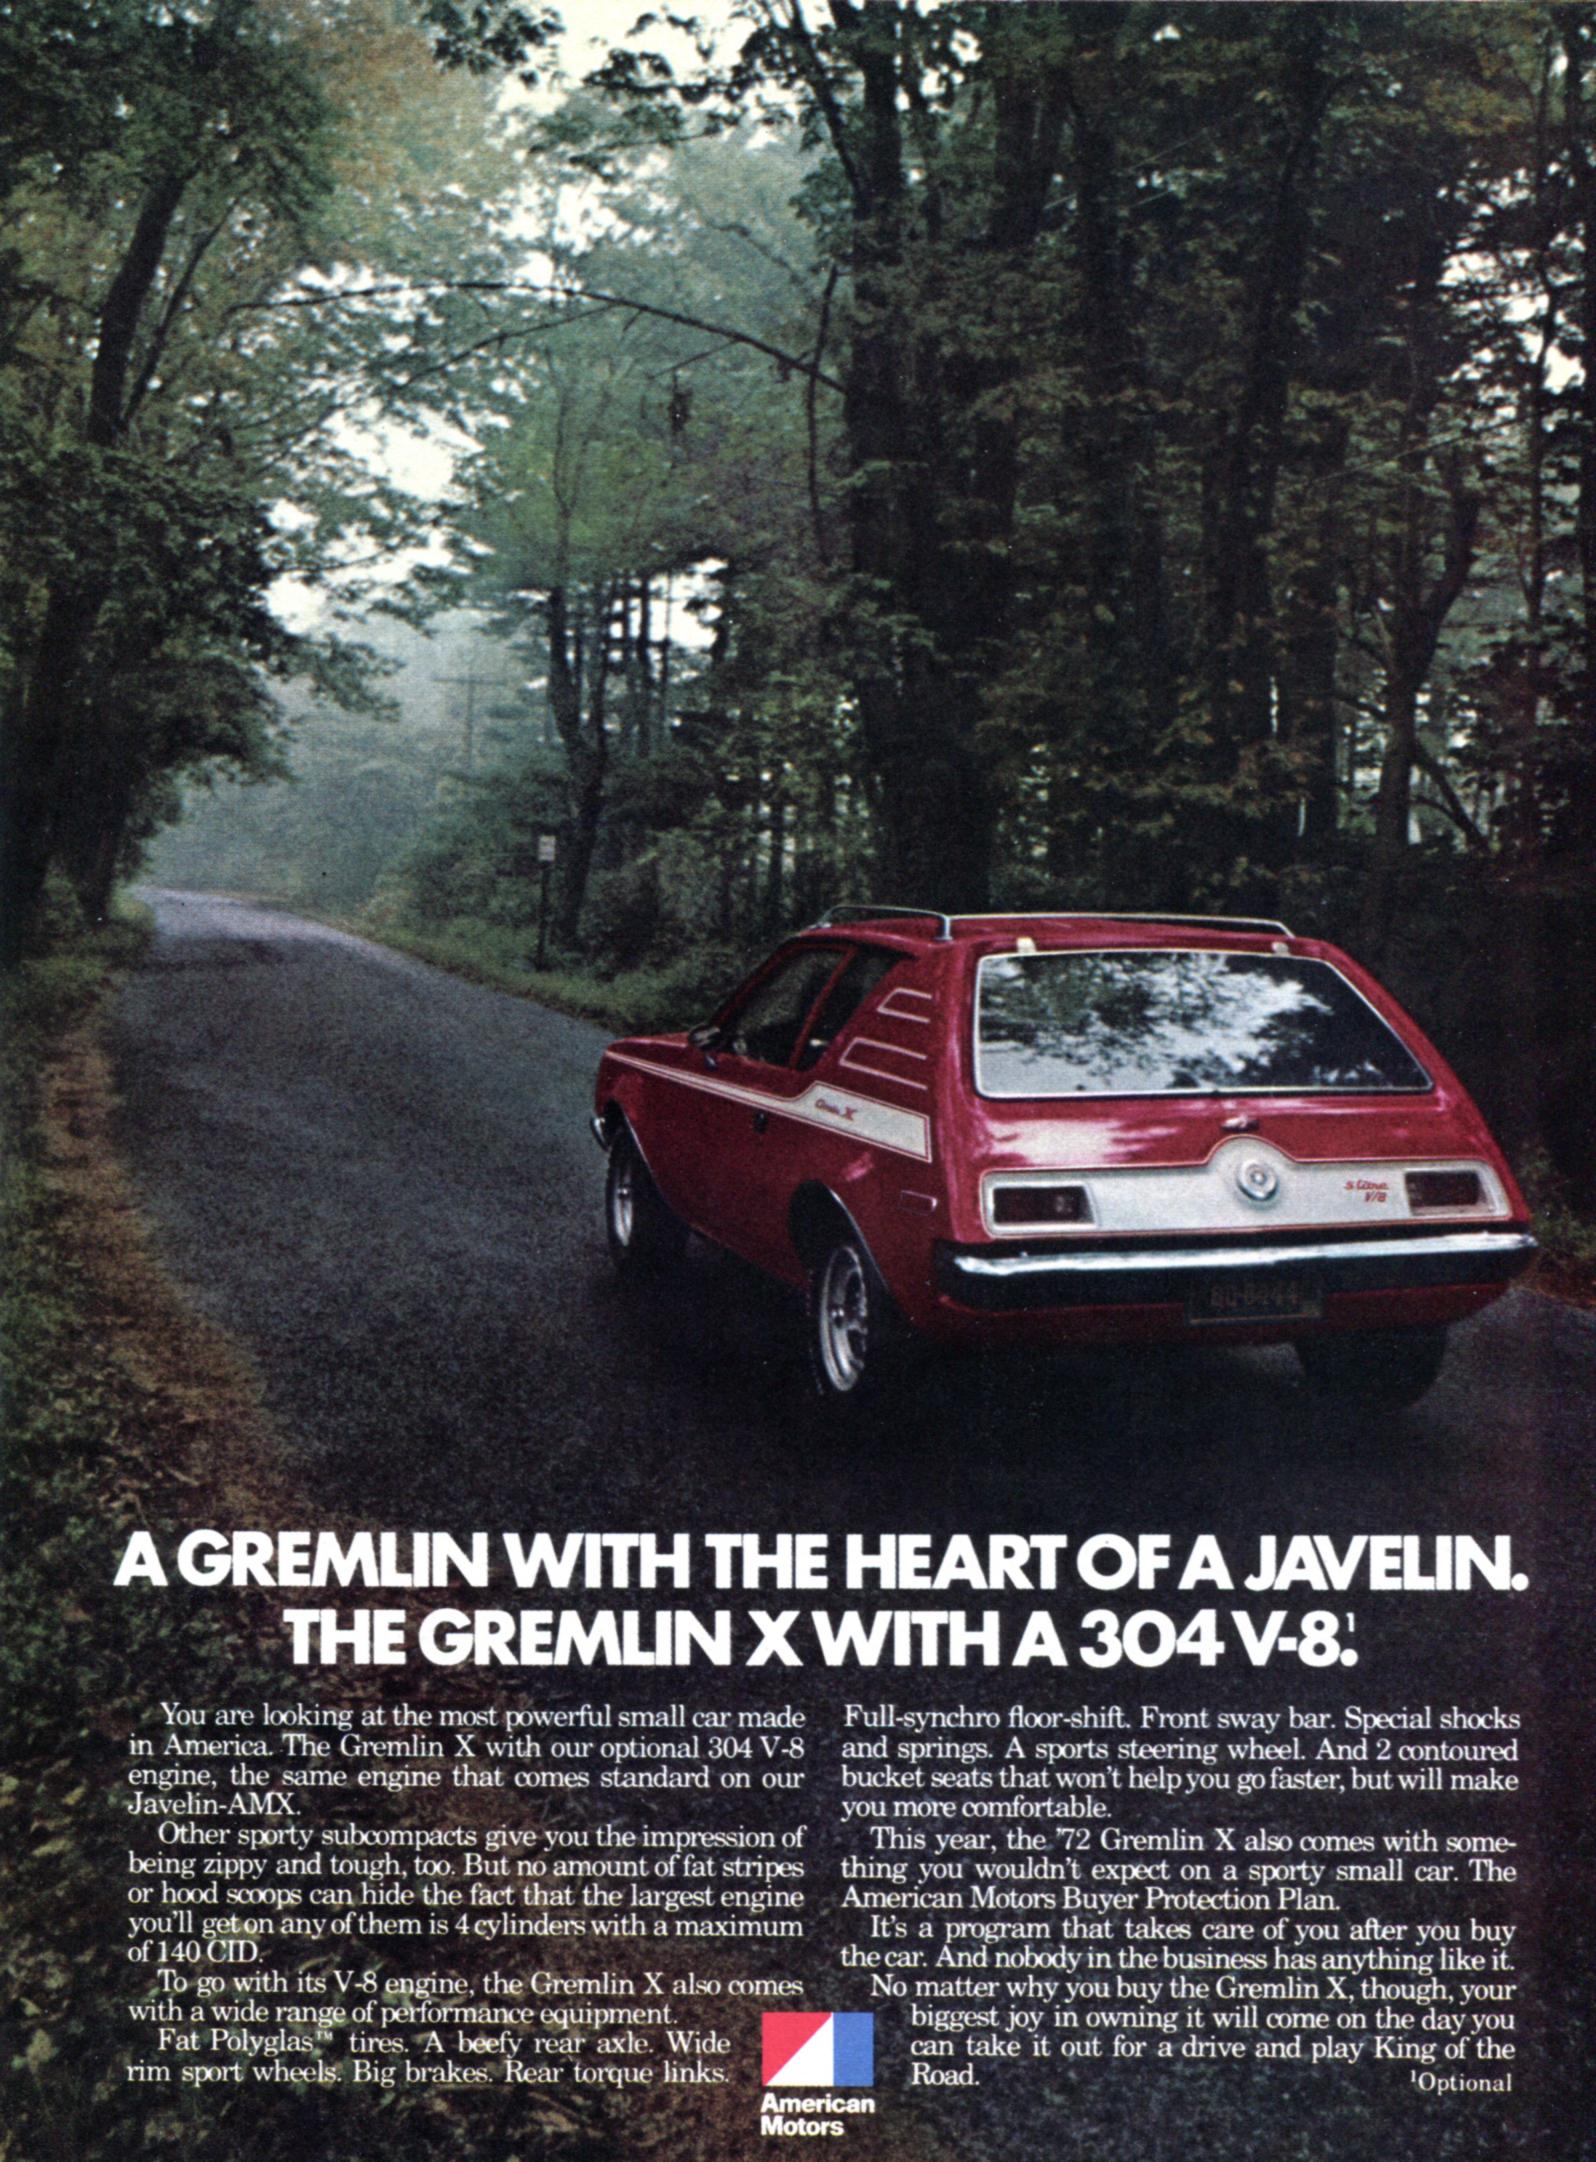 Gremlin X
5 litre
V/8
A GREMLIN WITH THE HEART OF A JAVELIN.
THE GREMLIN X WITH A 304 V-8.¹
You are looking at the most powerful small car made
in America. The Gremlin X with our optional 304 V-8
engine, the same engine that comes standard on our
Javelin-AMX.
Other sporty subcompacts give you the impression of
being zippy and tough, too. But no amount of fat stripes
or hood scoops can hide the fact that the largest engine
you'll get on any of them is 4 cylinders with a maximum
of 140 CID.
To go with its V-8 engine, the Gremlin X also comes
with a wide range of performance equipment.
Fat Polyglas™ tires. A beefy rear axle. Wide
rim sport wheels. Big brakes. Rear torque links.
Full-synchro floor-shift. Front sway bar. Special shocks
and springs. A sports steering wheel. And 2 contoured
bucket seats that won't help you go faster, but will make
you more comfortable.
This year, the '72 Gremlin X also comes with some-
thing you wouldn't expect on a sporty small car. The
American Motors Buyer Protection Plan.
It's a program that takes care of you after you buy
the car. And nobody in the business has anything like it.
No matter why you buy the Gremlin X, though, your
biggest joy in owning it will come on the day you
can take it out for a drive and play King of the
Road.
¹Optional
American
Motors